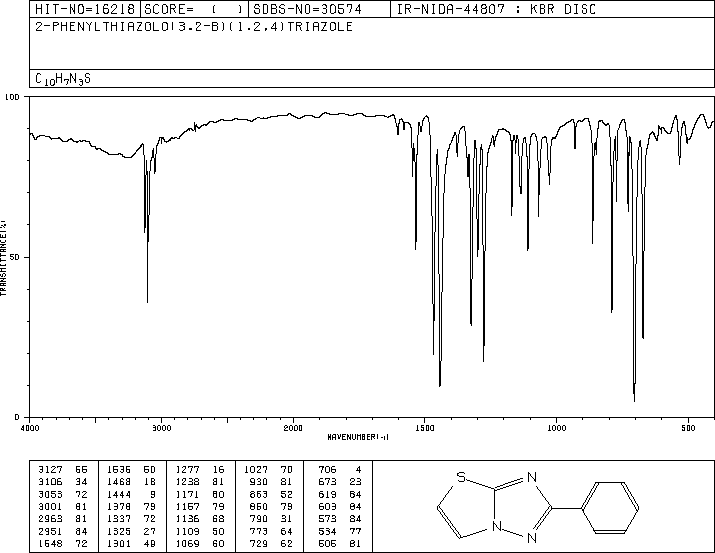 HIT-NO=16218 SCORE= ( ) SDBS-NO=30574 IR-NIDA-44807 : KBR DISC
2-PHENYLTHIAZOLO(3,2-B)(1,2,4)TRIAZOLE
C10H7N3S
100
50
0
TRANSMITTANCE(%)
4000 3000 2000 1500 1000 500
WAVENUMBER(-1)
3127 55 1536 50 1277 16 1027 70 706 4
3106 34 1468 18 1238 81 930 81 673 23
3053 72 1444 9 1171 60 863 52 619 84
3001 81 1378 79 1157 79 850 79 603 84
2963 81 1337 72 1136 68 790 31 573 84
2951 84 1325 27 1109 50 773 64 534 77
1548 72 1301 49 1069 60 729 62 506 81
S
N
N
N